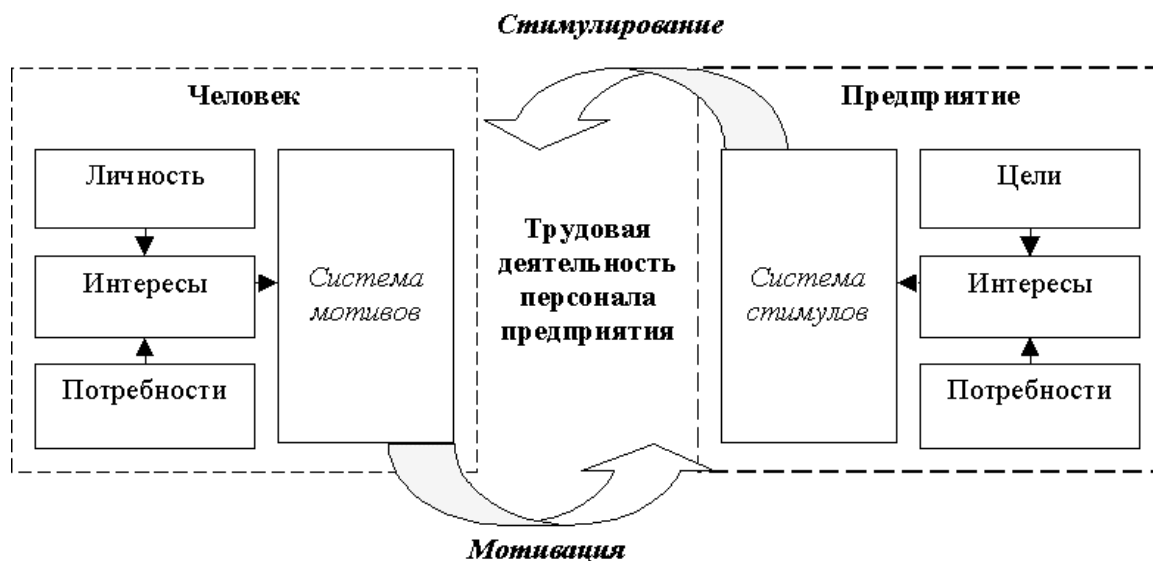 Стимулирование
Человек
Предприятие
Личность
Интересы
Потребности
Система
мотивов
Трудовая
деятельность
персонала
предприятия
Система
стимулов
Цели
Интересы
Потребности
Мотивация